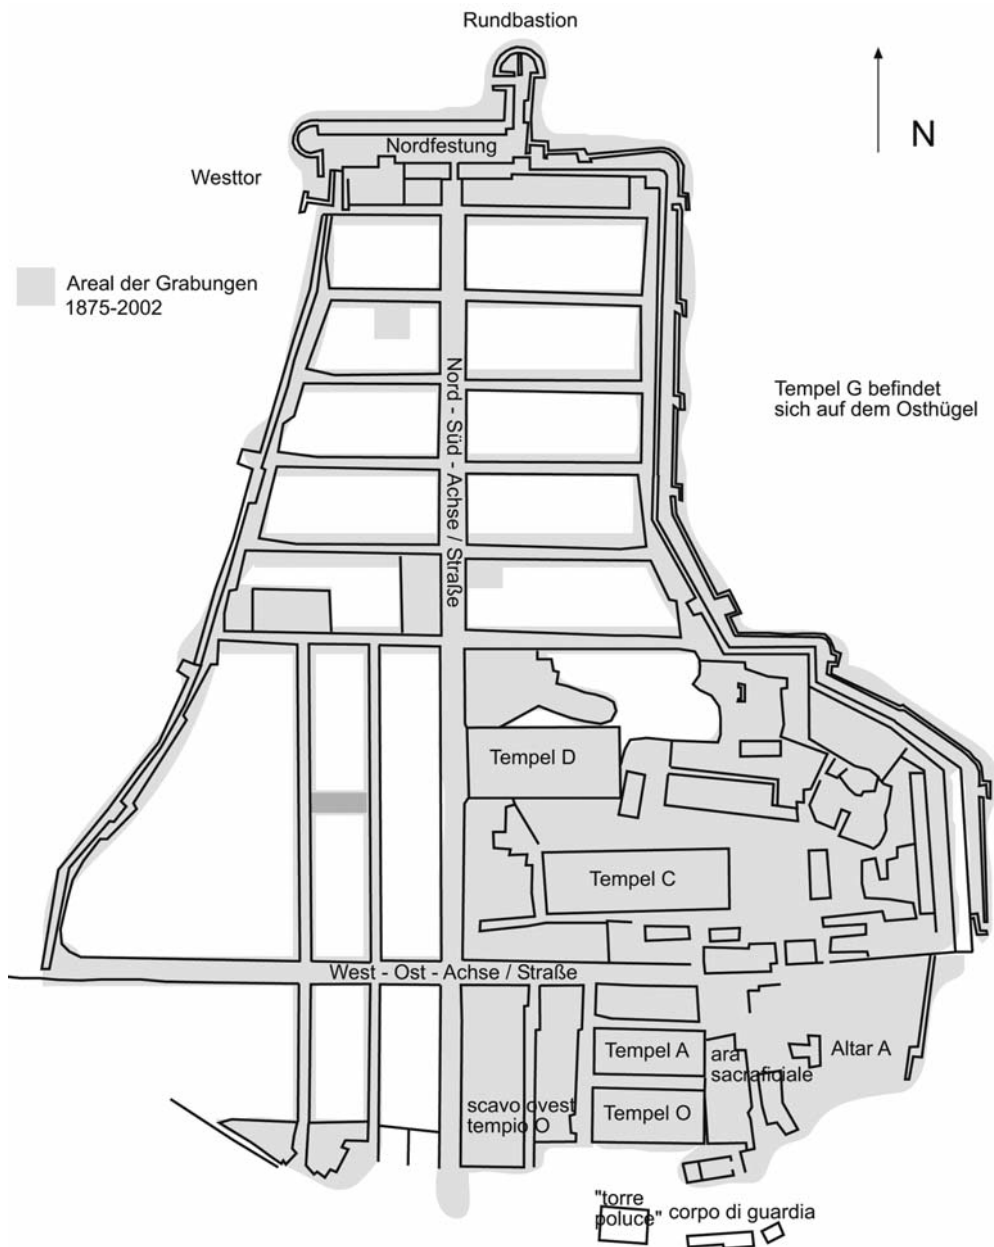 Rundbastion
N
Nordfestung
Westtor
Areal der Grabungen
1875-2002
Tempel G befindet
sich auf dem Osthügel
Nord - Süd - Achse / Straße
Tempel D
Tempel C
West - Ost - Achse / Straße
Tempel A
ara
sacraficiale
Altar A
scavo ovest
tempio O
Tempel O
"torre
poluce"
corpo di guardia